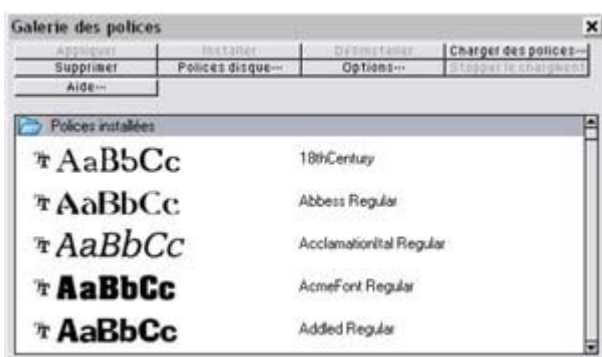 Galerie des polices
Appliquer Installer Désinstaller Charger des polices...
Supprimer Polices disque... Options... Stopper le chargment
Aide...
Polices installées
AaBbCc 18thCentury
AaBbCc Abbess Regular
AaBbCc AcclamationItal Regular
AaBbCc AcmeFont Regular
AaBbCc Addled Regular